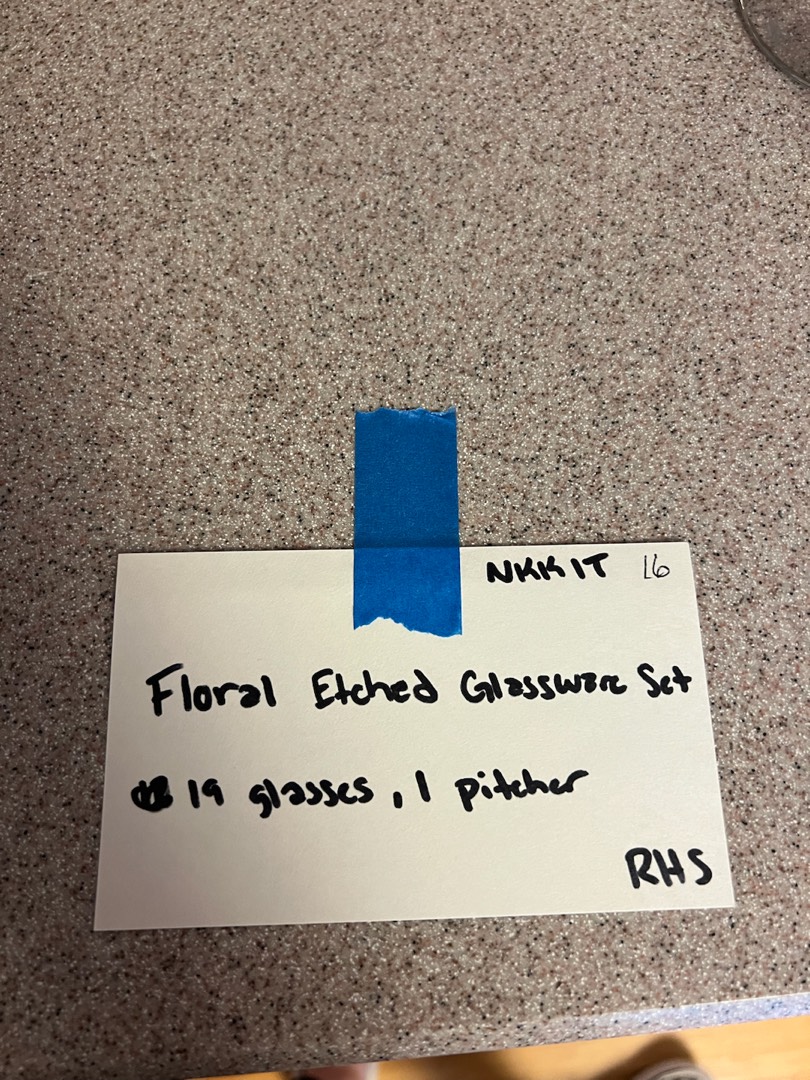 NKKIT 16
Floral Etched Glassware Set
19 glasses, 1 pitcher
RHS